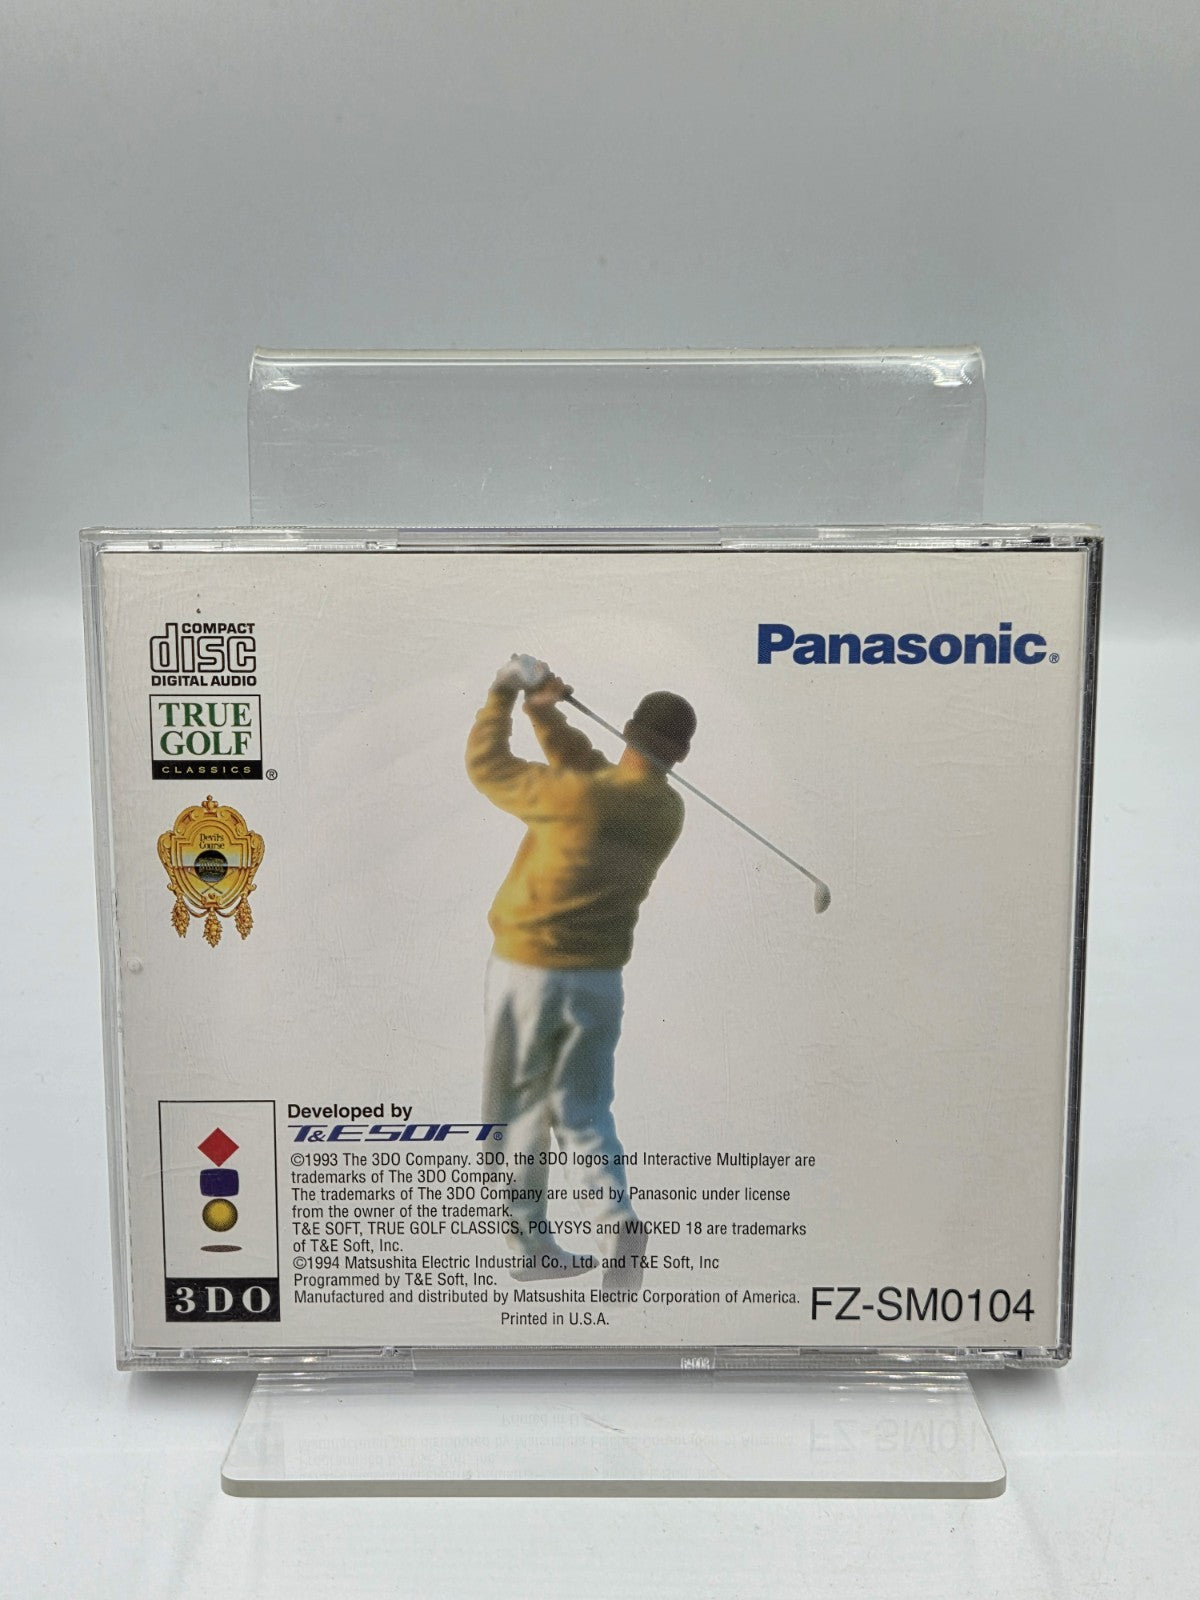 COMPACT
disc
DIGITAL AUDIO
Panasonic®
TRUE
GOLF
CLASSICS ®
Devil's
Course
Developed by
T&E SOFT®
©1993 The 3DO Company. 3DO, the 3DO logos and Interactive Multiplayer are
trademarks of The 3DO Company.
The trademarks of The 3DO Company are used by Panasonic under license
from the owner of the trademark.
T&E SOFT, TRUE GOLF CLASSICS, POLYSYS and WICKED 18 are trademarks
of T&E Soft, Inc.
©1994 Matsushita Electric Industrial Co., Ltd. and T&E Soft, Inc
Programmed by T&E Soft, Inc.
Manufactured and distributed by Matsushita Electric Corporation of America.
Printed in U.S.A.
3DO
FZ-SM0104